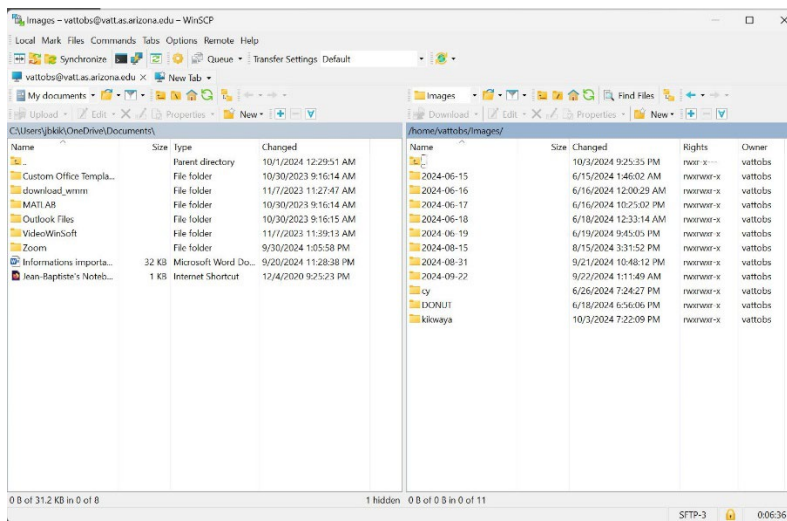 Images – vattobs@vatt.as.arizona.edu – WinSCP
Local Mark Files Commands Tabs Options Remote Help
Synchronize Queue Transfer Settings Default
vattobs@vatt.as.arizona.edu × New Tab
My documents Images Find Files
Upload Edit Properties New Download Edit Properties New
C:\Users\jbkik\OneDrive\Documents\ /home/vattobs/Images/
Name Size Type Changed Name Size Changed Rights Owner
.. Parent directory 10/1/2024 12:29:51 AM .. 10/3/2024 9:25:35 PM rwxr-x--- vattobs
Custom Office Templa... File folder 10/30/2023 9:16:14 AM 2024-06-15 6/15/2024 1:46:02 AM rwxrwxr-x vattobs
download_wmm File folder 11/7/2023 11:27:47 AM 2024-06-16 6/16/2024 12:00:29 AM rwxrwxr-x vattobs
MATLAB File folder 10/30/2023 9:16:14 AM 2024-06-17 6/16/2024 10:25:02 PM rwxrwxr-x vattobs
Outlook Files File folder 10/30/2023 9:16:15 AM 2024-06-18 6/18/2024 12:33:14 AM rwxrwxr-x vattobs
VideoWinSoft File folder 11/7/2023 11:39:13 AM 2024-06-19 6/19/2024 9:45:05 PM rwxrwxr-x vattobs
Zoom File folder 9/30/2024 1:05:58 PM 2024-08-15 8/15/2024 3:31:52 PM rwxrwxr-x vattobs
Informations importa... 32 KB Microsoft Word Do... 9/20/2024 11:28:38 PM 2024-08-31 9/21/2024 10:48:12 PM rwxrwxr-x vattobs
Jean-Baptiste's Noteb... 1 KB Internet Shortcut 12/4/2020 9:25:23 PM 2024-09-22 9/22/2024 1:11:49 AM rwxrwxr-x vattobs
cy 6/26/2024 7:24:27 PM rwxrwxr-x vattobs
DONUT 6/18/2024 6:56:06 PM rwxrwxr-x vattobs
kikwaya 10/3/2024 7:22:09 PM rwxrwxr-x vattobs
0 B of 31.2 KB in 0 of 8 1 hidden 0 B of 0 B in 0 of 11
SFTP-3 0:06:36